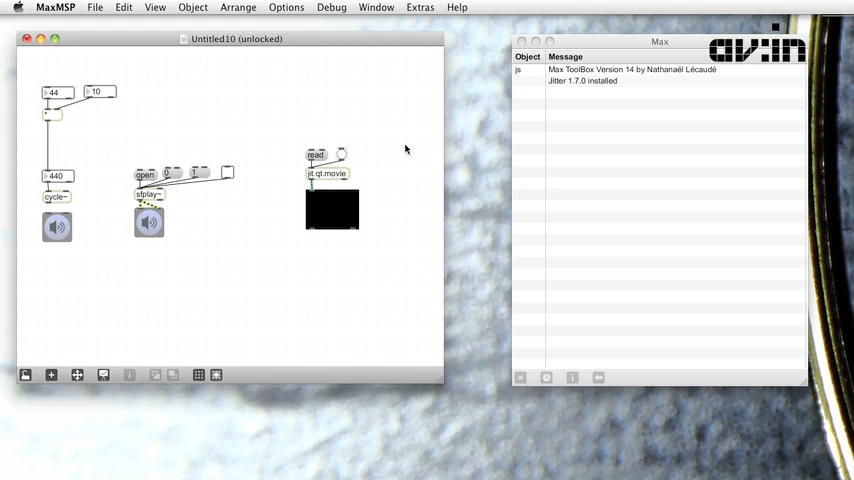 MaxMSP File Edit View Object Arrange Options Debug Window Extras Help
Untitled10 (unlocked)
44
10
*
440
cycle~
open
0
1
sfplay~
read
jit.qt.movie
Max
av:in
Object Message
js Max ToolBox Version 14 by Nathanaël Lécaudé
Jitter 1.7.0 installed